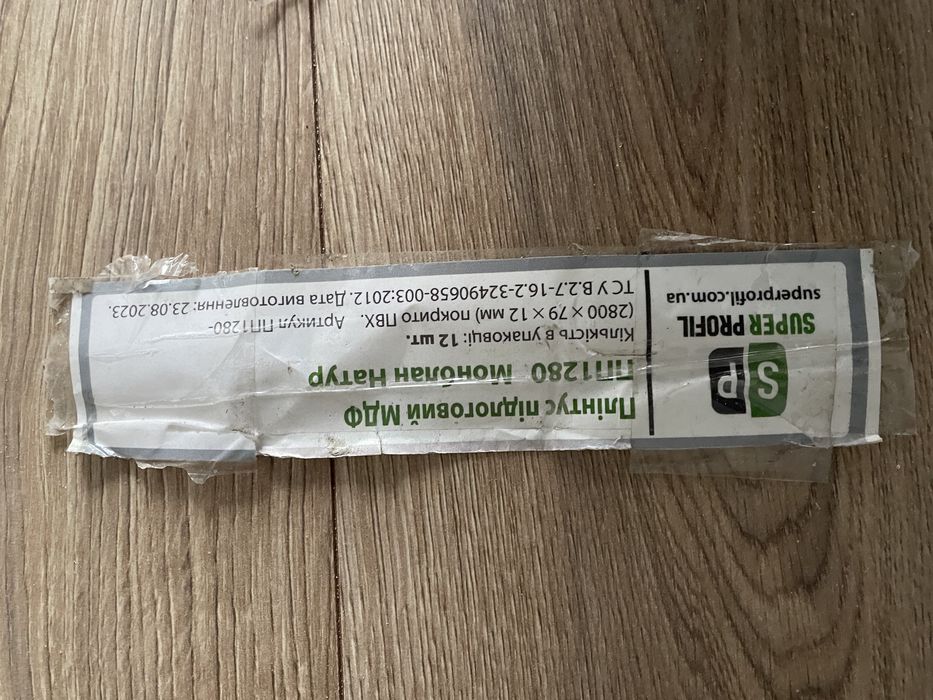 SP
SUPER PROFIL
superprofil.com.ua
Плінтус підлоговий МДФ
ПП1280 Монблан Натур
Кількість в упаковці: 12 шт.
(2800 × 79 × 12 мм) покрито ПВХ. Артикул ПП1280-
ТС У В.2.7-16.2-32490658-003:2012. Дата виготовлення: 23.08.2023.